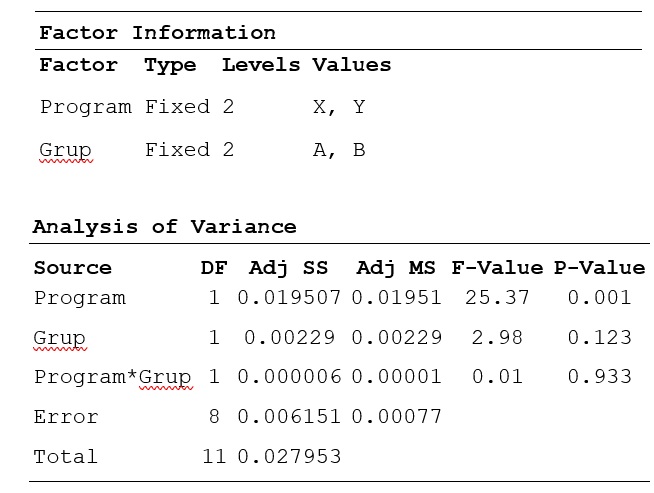 Factor Information
Factor Type Levels Values
Program Fixed 2 X, Y
Grup Fixed 2 A, B
Analysis of Variance
Source DF Adj SS Adj MS F-Value P-Value
Program 1 0.019507 0.01951 25.37 0.001
Grup 1 0.00229 0.00229 2.98 0.123
Program*Grup 1 0.000006 0.00001 0.01 0.933
Error 8 0.006151 0.00077
Total 11 0.027953